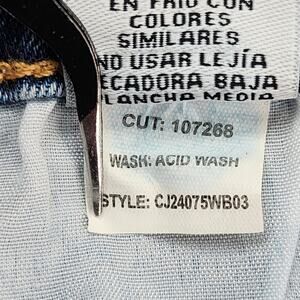 EN FRIO CON
COLORES
SIMILARES
NO USAR LEJÍA
SECADORA BAJA
PLANCHA MEDIA
CUT: 107268
WASH: ACID WASH
STYLE: CJ24075WB03